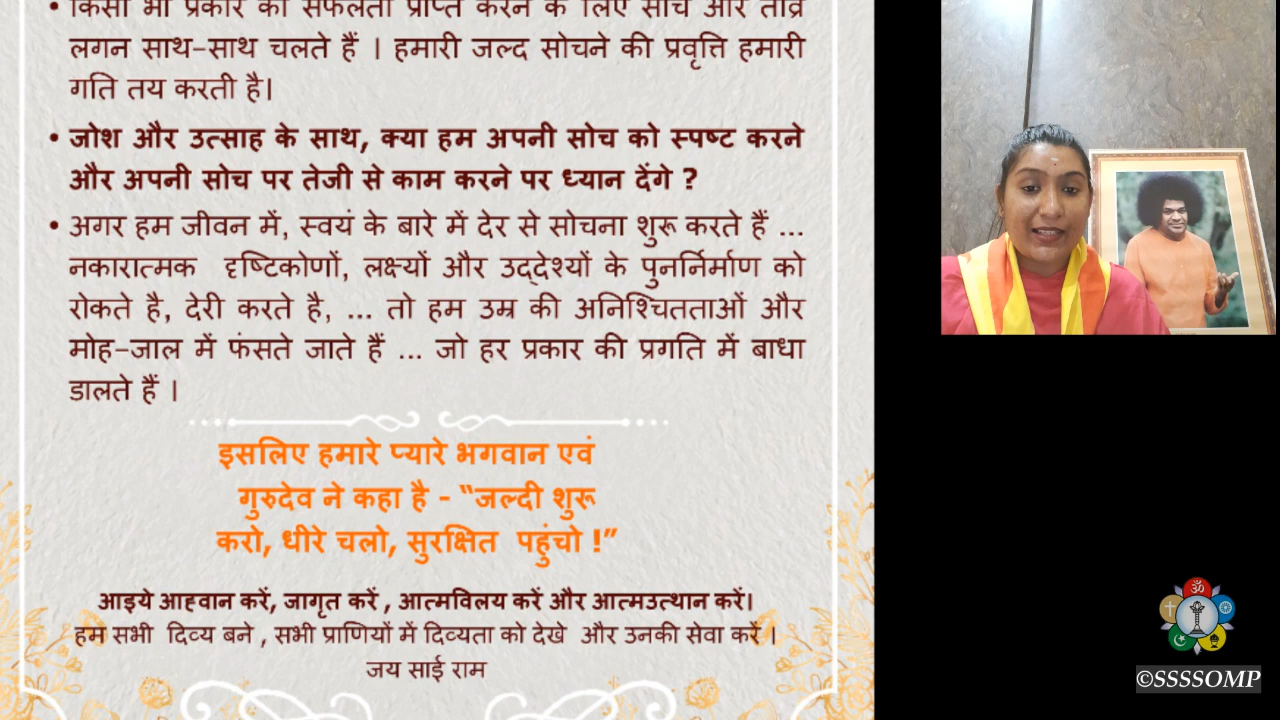 किसी भी प्रकार की सफलता प्राप्त करने के लिए सोच और तीव्र
लगन साथ-साथ चलते हैं । हमारी जल्द सोचने की प्रवृत्ति हमारी
गति तय करती है।
• जोश और उत्साह के साथ, क्या हम अपनी सोच को स्पष्ट करने
और अपनी सोच पर तेजी से काम करने पर ध्यान देंगे ?
• अगर हम जीवन में, स्वयं के बारे में देर से सोचना शुरू करते हैं ...
नकारात्मक दृष्टिकोणों, लक्ष्यों और उद्देश्यों के पुनर्निर्माण को
रोकते है, देरी करते है, ... तो हम उम्र की अनिश्चितताओं और
मोह-जाल में फंसते जाते हैं ... जो हर प्रकार की प्रगति में बाधा
डालते हैं ।
इसलिए हमारे प्यारे भगवान एवं
गुरुदेव ने कहा है - "जल्दी शुरू
करो, धीरे चलो, सुरक्षित पहुंचो !”
आइये आह्वान करें, जागृत करें , आत्मविलय करें और आत्मउत्थान करें।
हम सभी दिव्य बने , सभी प्राणियों में दिव्यता को देखे और उनकी सेवा करें ।
जय साई राम
©SSSSOMP